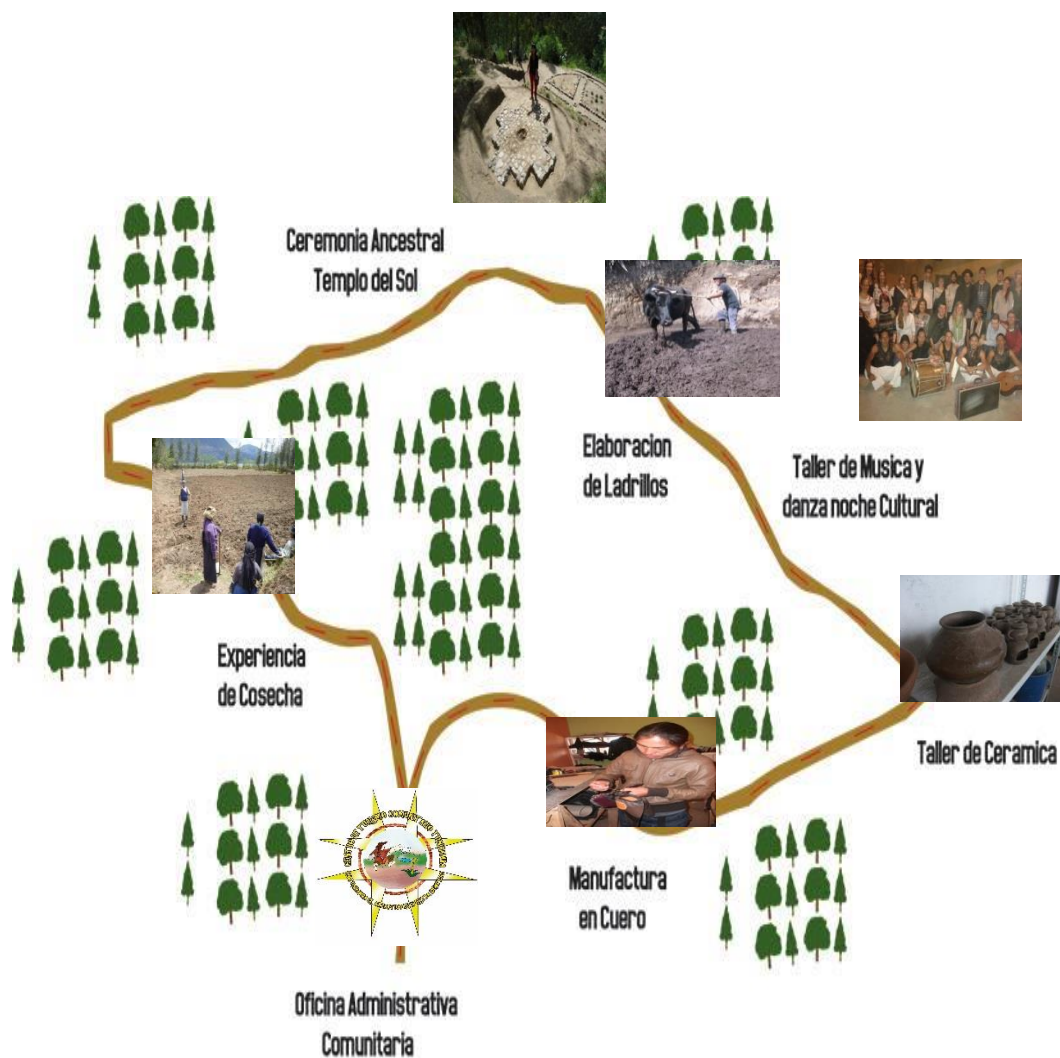 Ceremonia Ancestral
Templo del Sol
Elaboracion
de Ladrillos
Taller de Musica y
danza noche Cultural
Experiencia
de Cosecha
Taller de Ceramica
Manufactura
en Cuero
Oficina Administrativa
Comunitaria